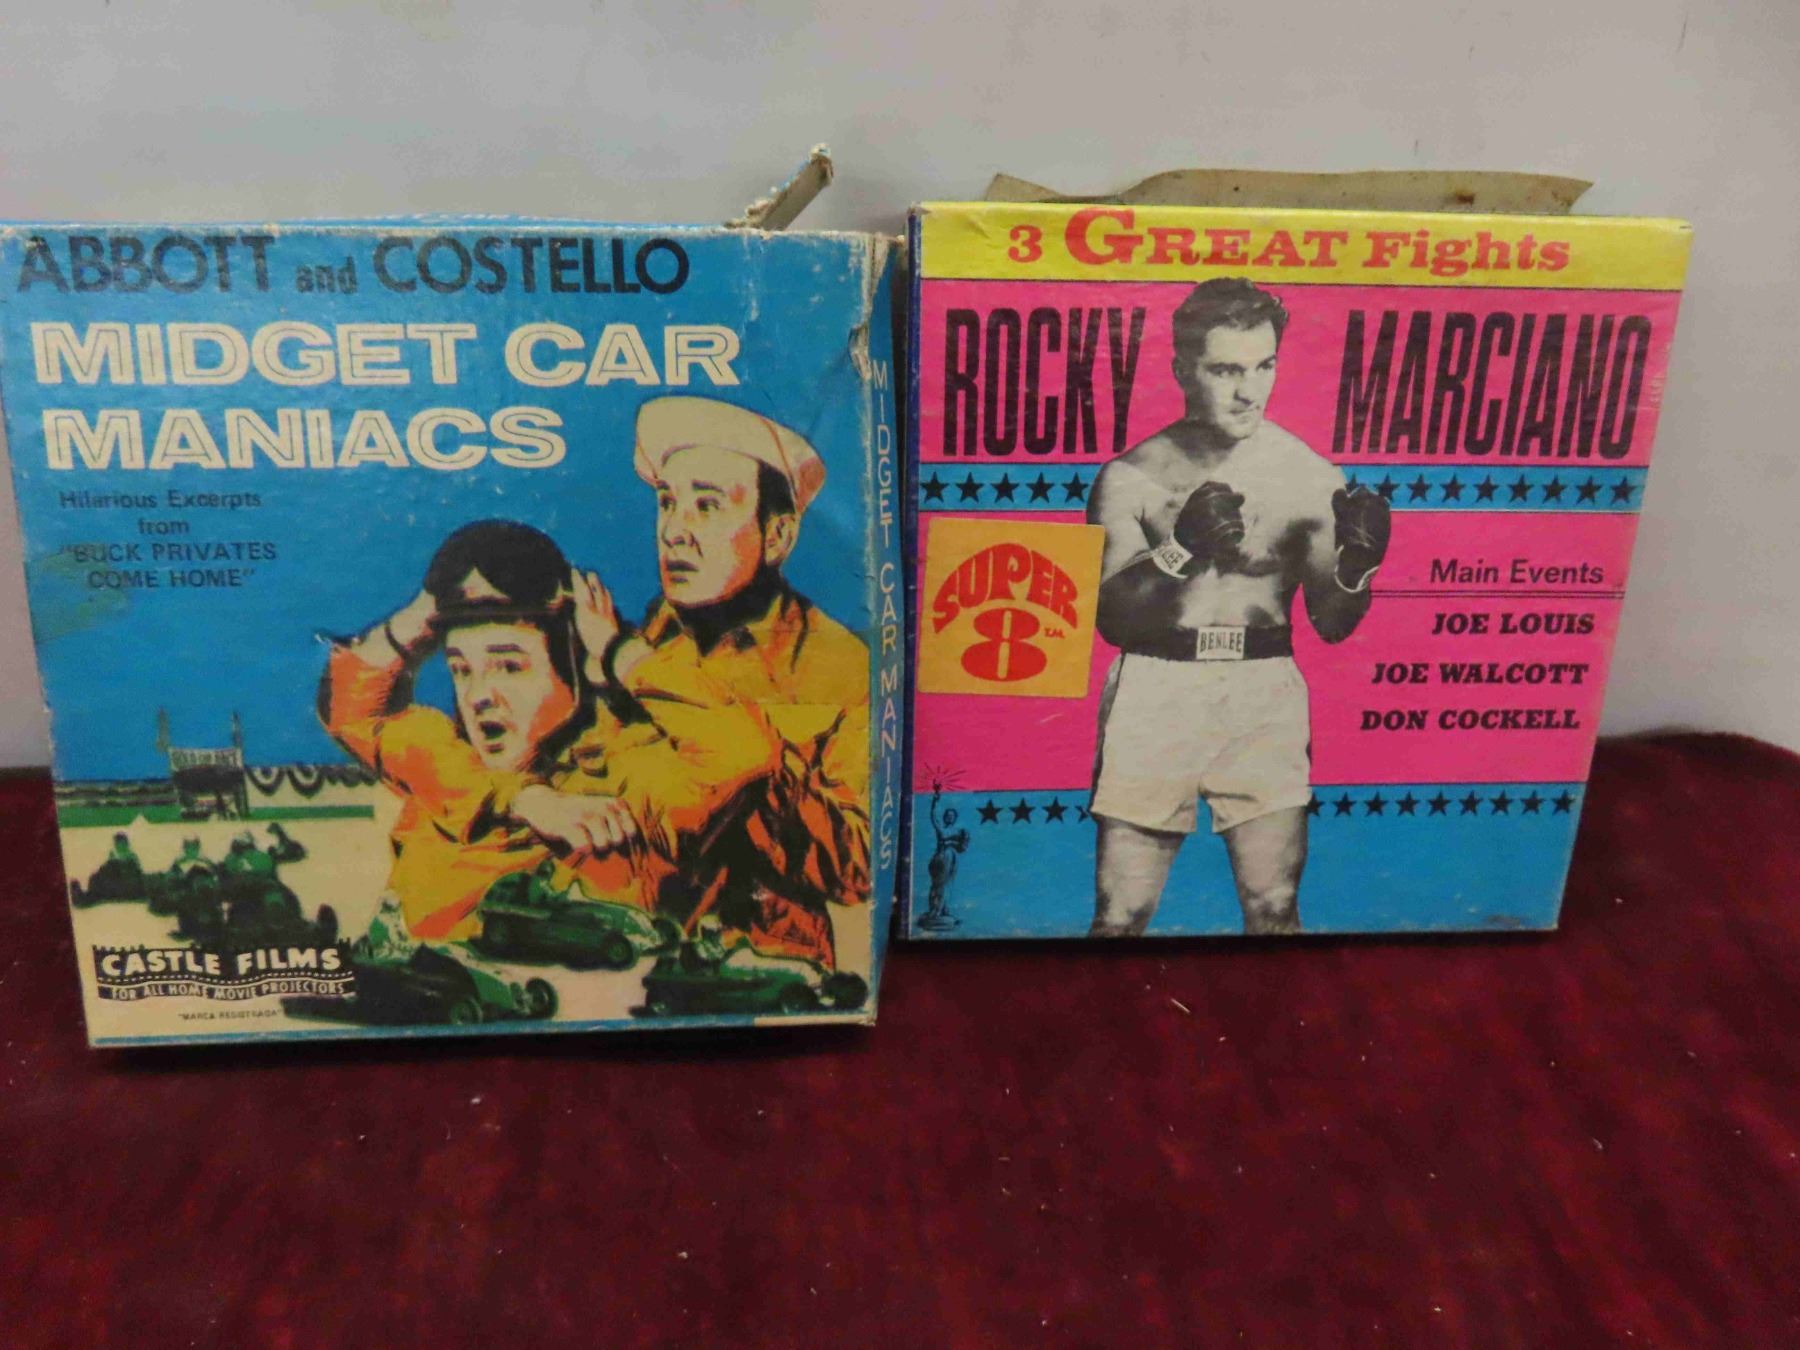 ABBOTT and COSTELLO
MIDGET CAR
MANIACS
Hilarious Excerpts
from
"BUCK PRIVATES
COME HOME"
CASTLE FILMS
FOR ALL HOME MOVIE PROJECTORS
"MARCA REGISTRADA"
MIDGET CAR MANIACS
3 GREAT Fights
ROCKY MARCIANO
SUPER
8 T.M.
Main Events
JOE LOUIS
JOE WALCOTT
DON COCKELL
BENLEE